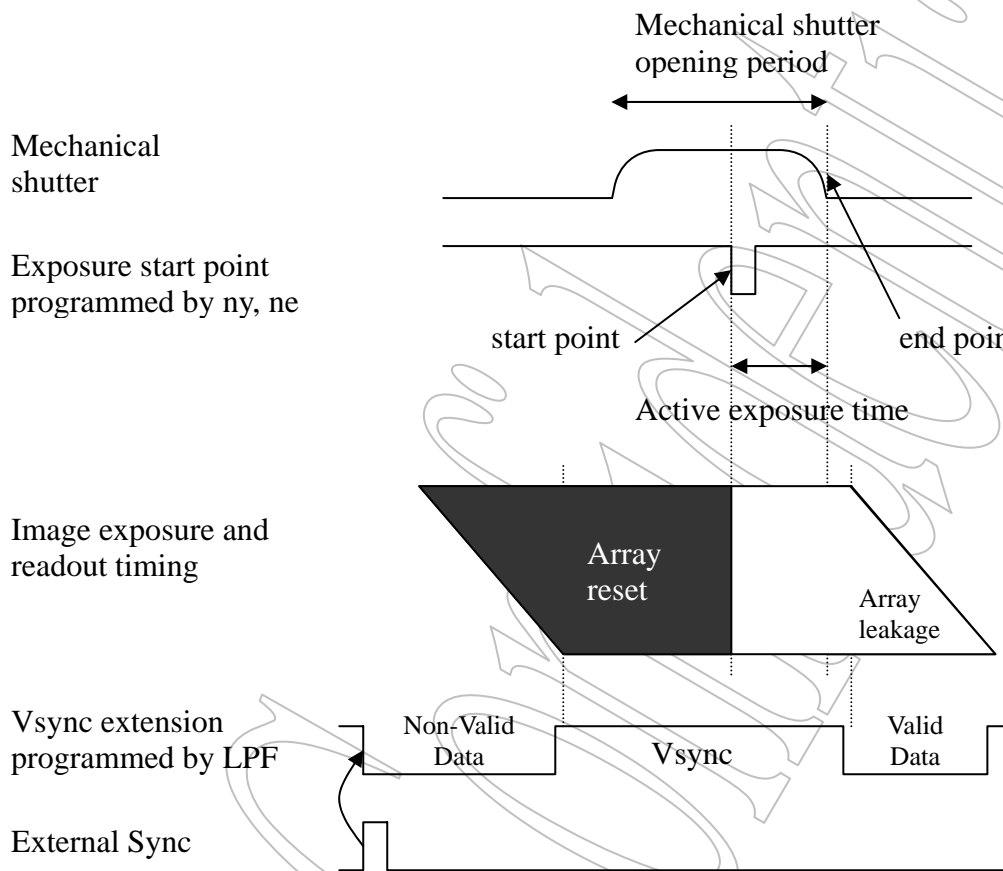 Mechanical shutter
opening period
Mechanical
shutter
Exposure start point
programmed by ny, ne
start point
end poin
Active exposure time
Image exposure and
readout timing
Array
reset
Array
leakage
Vsync extension
programmed by LPF
Non-Valid
Data
Vsync
Valid
Data
External Sync